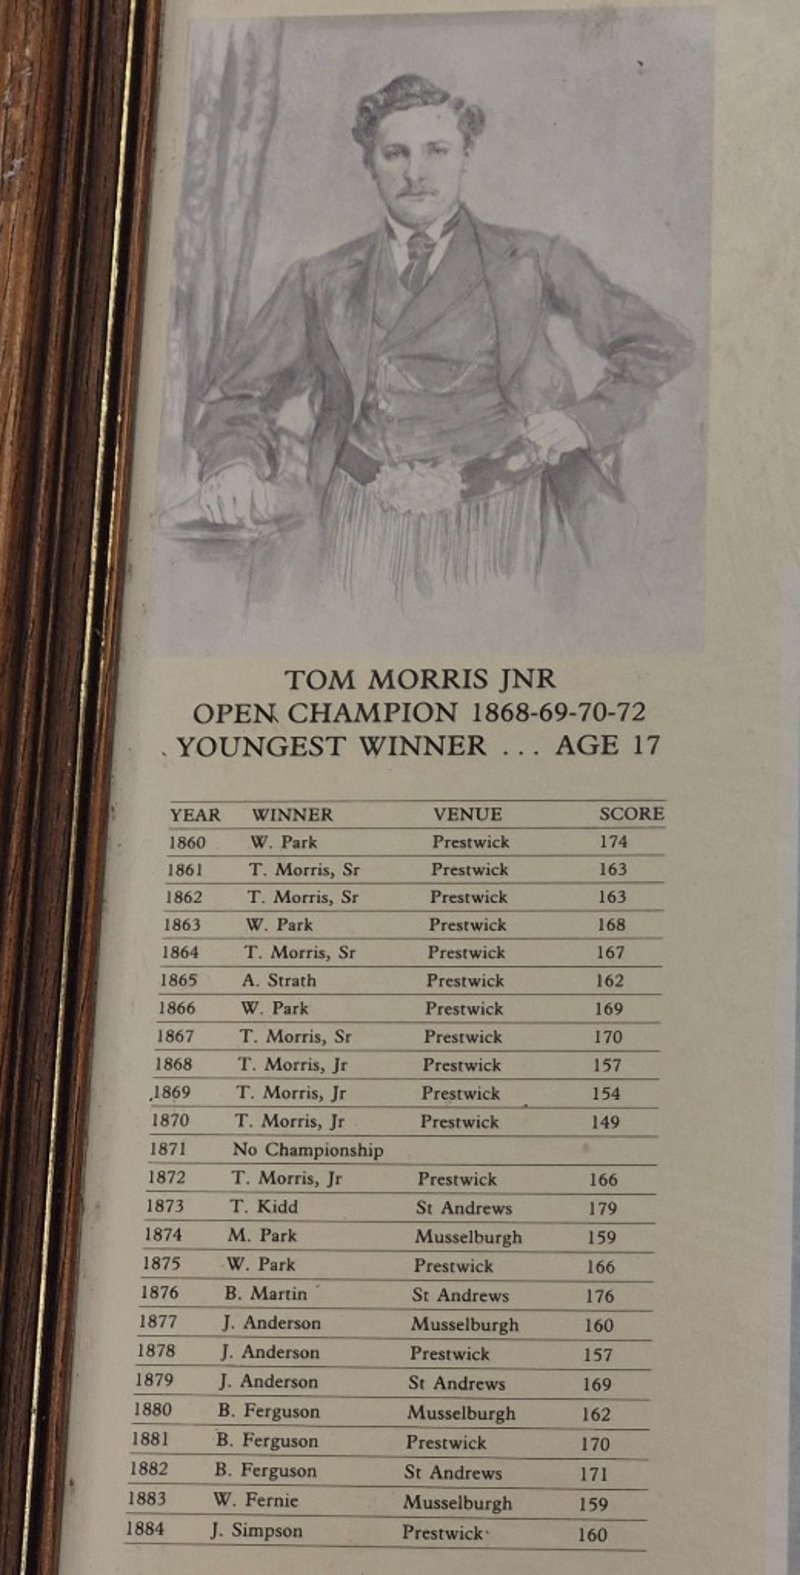 TOM MORRIS JNR
OPEN CHAMPION 1868-69-70-72
YOUNGEST WINNER ... AGE 17
YEAR WINNER VENUE SCORE
1860 W. Park Prestwick 174
1861 T. Morris, Sr Prestwick 163
1862 T. Morris, Sr Prestwick 163
1863 W. Park Prestwick 168
1864 T. Morris, Sr Prestwick 167
1865 A. Strath Prestwick 162
1866 W. Park Prestwick 169
1867 T. Morris, Sr Prestwick 170
1868 T. Morris, Jr Prestwick 157
1869 T. Morris, Jr Prestwick 154
1870 T. Morris, Jr Prestwick 149
1871 No Championship
1872 T. Morris, Jr Prestwick 166
1873 T. Kidd St Andrews 179
1874 M. Park Musselburgh 159
1875 W. Park Prestwick 166
1876 B. Martin St Andrews 176
1877 J. Anderson Musselburgh 160
1878 J. Anderson Prestwick 157
1879 J. Anderson St Andrews 169
1880 B. Ferguson Musselburgh 162
1881 B. Ferguson Prestwick 170
1882 B. Ferguson St Andrews 171
1883 W. Fernie Musselburgh 159
1884 J. Simpson Prestwick 160